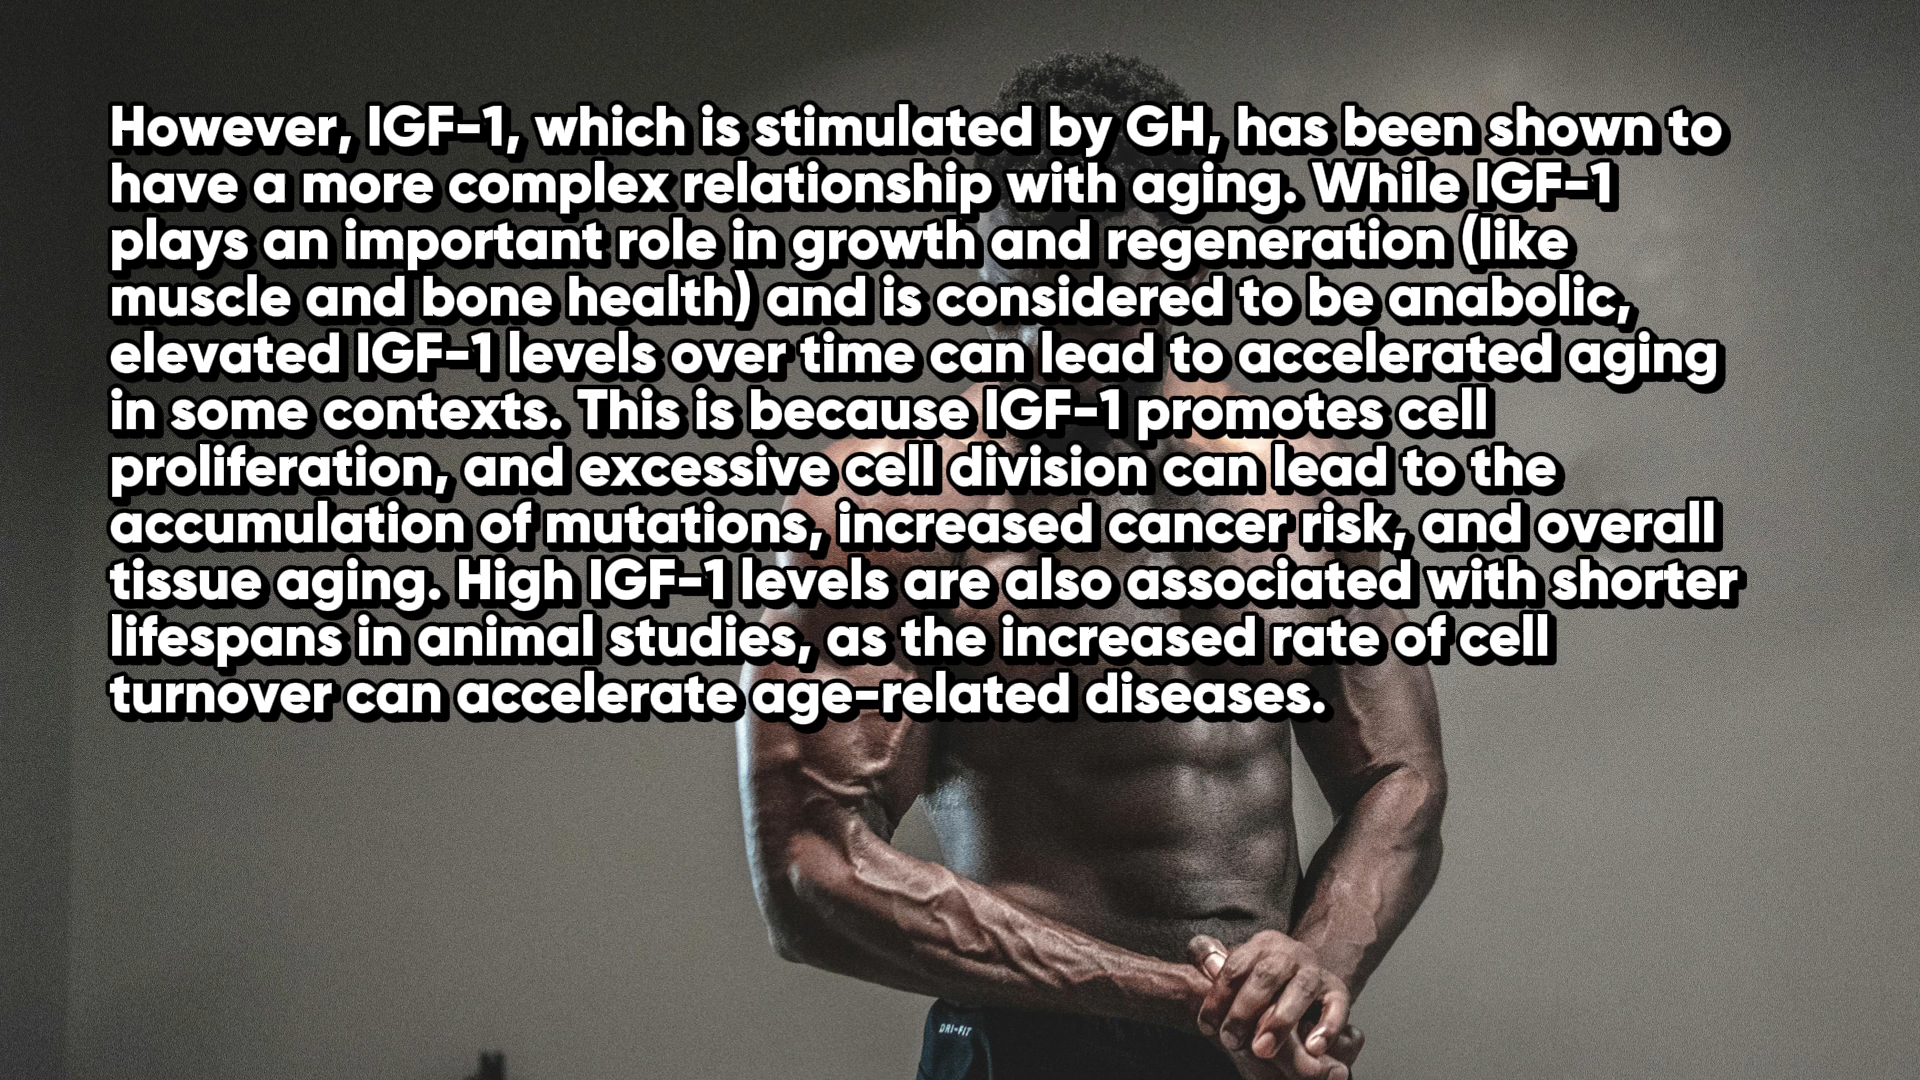 However, IGF-1, which is stimulated by GH, has been shown to
have a more complex relationship with aging. While IGF-1
plays an important role in growth and regeneration (like
muscle and bone health) and is considered to be anabolic,
elevated IGF-1 levels over time can lead to accelerated aging
in some contexts. This is because IGF-1 promotes cell
proliferation, and excessive cell division can lead to the
accumulation of mutations, increased cancer risk, and overall
tissue aging. High IGF-1 levels are also associated with shorter
lifespans in animal studies, as the increased rate of cell
turnover can accelerate age-related diseases.
DRI-FIT